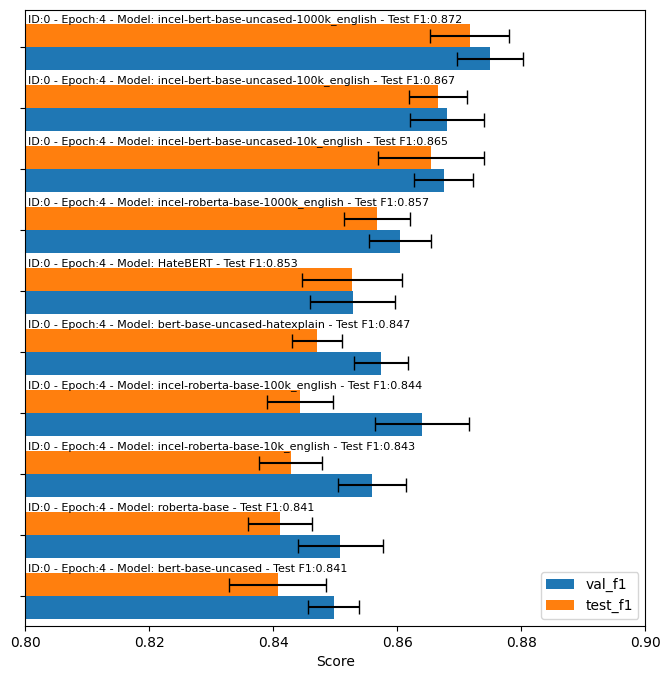 ID:0 - Epoch:4 - Model: incel-bert-base-uncased-1000k_english - Test F1:0.872
ID:0 - Epoch:4 - Model: incel-bert-base-uncased-100k_english - Test F1:0.867
ID:0 - Epoch:4 - Model: incel-bert-base-uncased-10k_english - Test F1:0.865
ID:0 - Epoch:4 - Model: incel-roberta-base-1000k_english - Test F1:0.857
ID:0 - Epoch:4 - Model: HateBERT - Test F1:0.853
ID:0 - Epoch:4 - Model: bert-base-uncased-hatexplain - Test F1:0.847
ID:0 - Epoch:4 - Model: incel-roberta-base-100k_english - Test F1:0.844
ID:0 - Epoch:4 - Model: incel-roberta-base-10k_english - Test F1:0.843
ID:0 - Epoch:4 - Model: roberta-base - Test F1:0.841
ID:0 - Epoch:4 - Model: bert-base-uncased - Test F1:0.841
val_f1
test_f1
0.80 0.82 0.84 0.86 0.88 0.90
Score